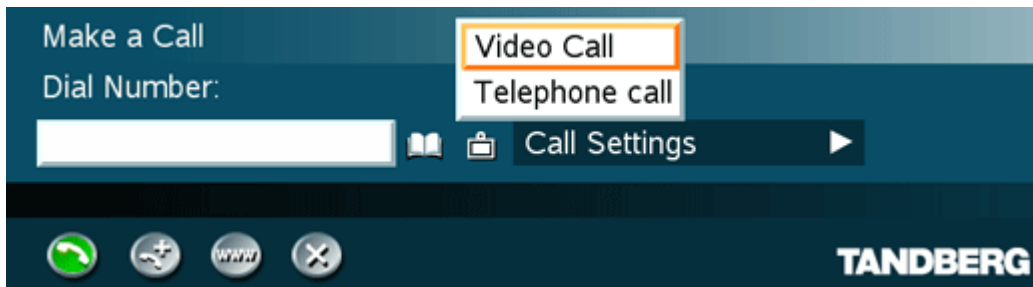 Make a Call
Video Call
Dial Number:
Telephone call
Call Settings
www
TANDBERG